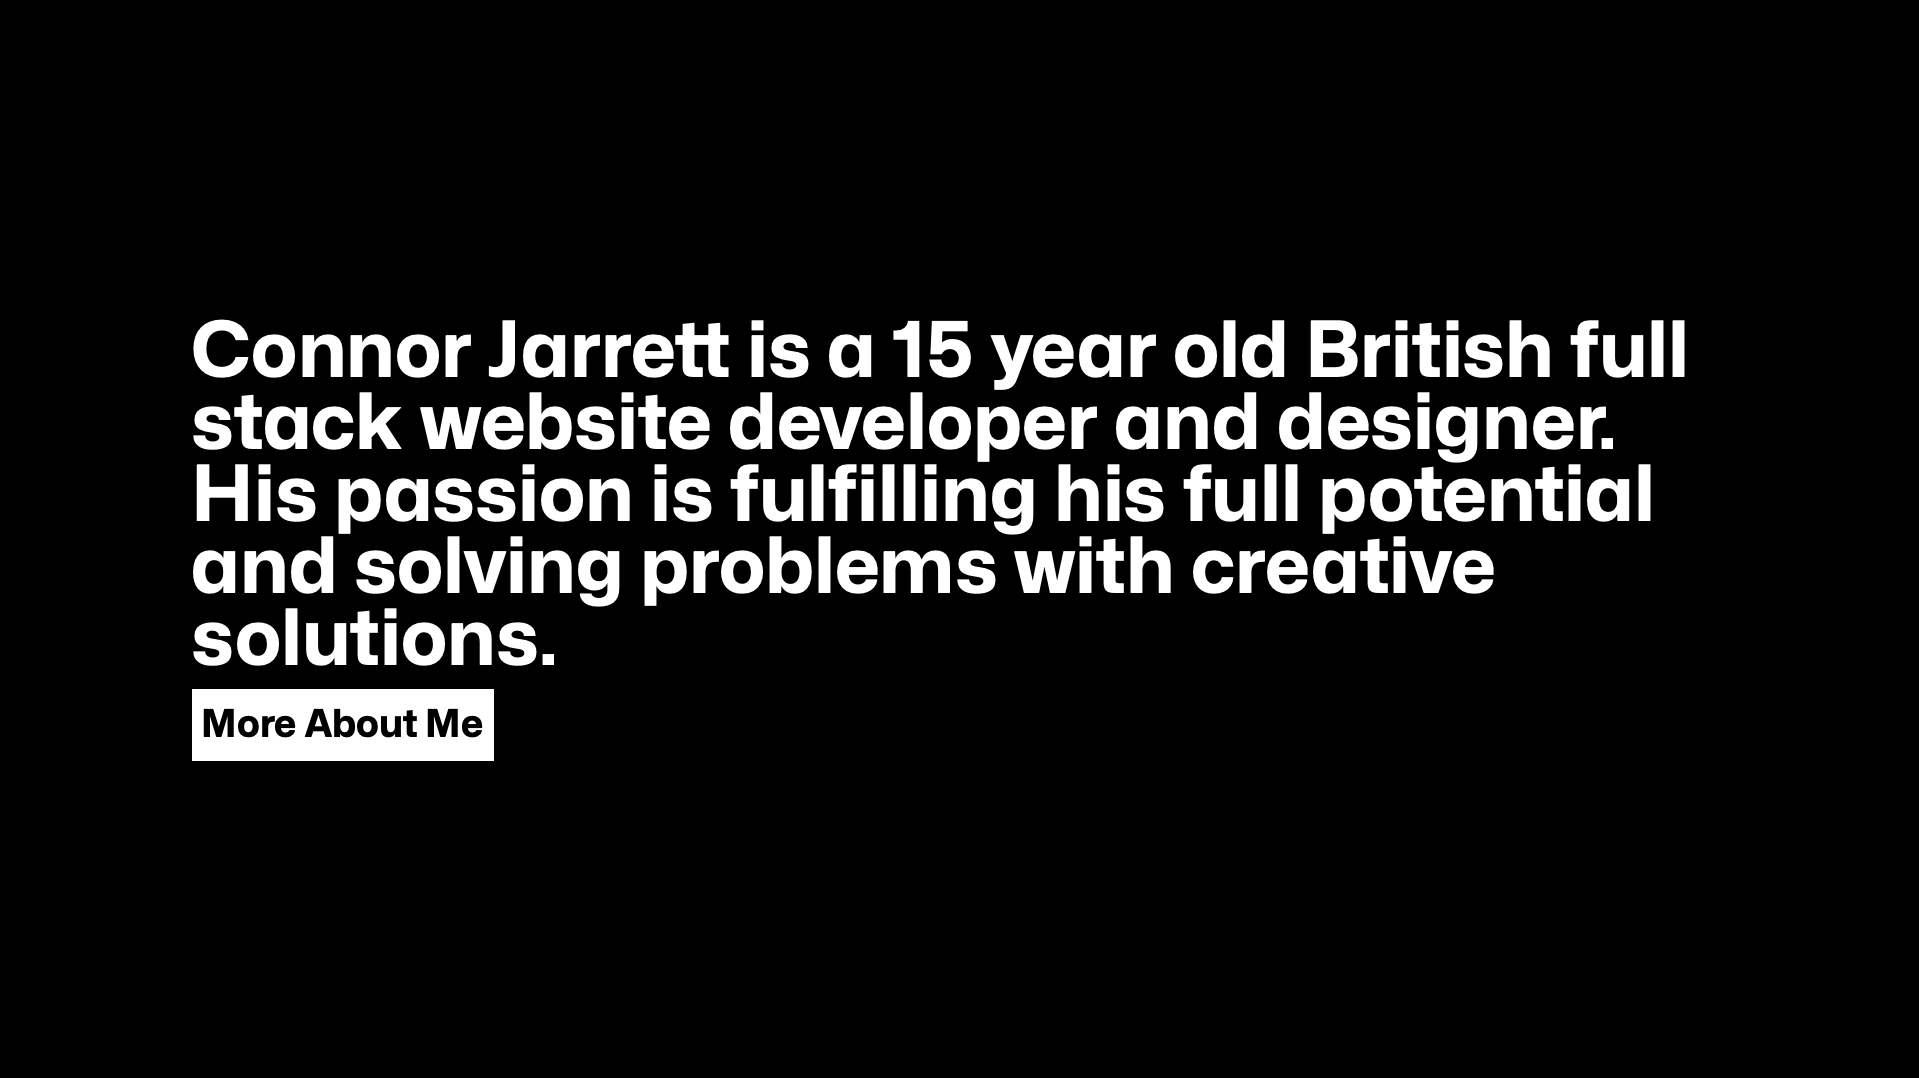 Connor Jarrett is a 15 year old British full
stack website developer and designer.
His passion is fulfilling his full potential
and solving problems with creative
solutions.
More About Me